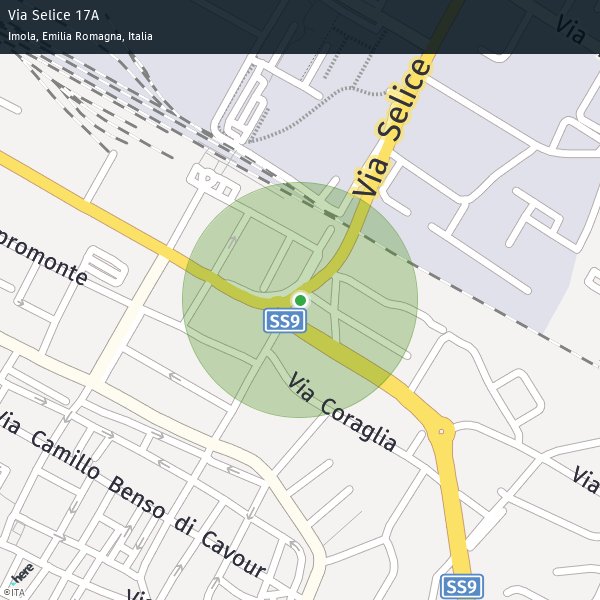 Via Selice 17A
Imola, Emilia Romagna, Italia
Via
Via Selice
promonte
SS9
Via Coraglia
Via Camillo Benso di Cavour
Via
SS9
Via
here
©ITA